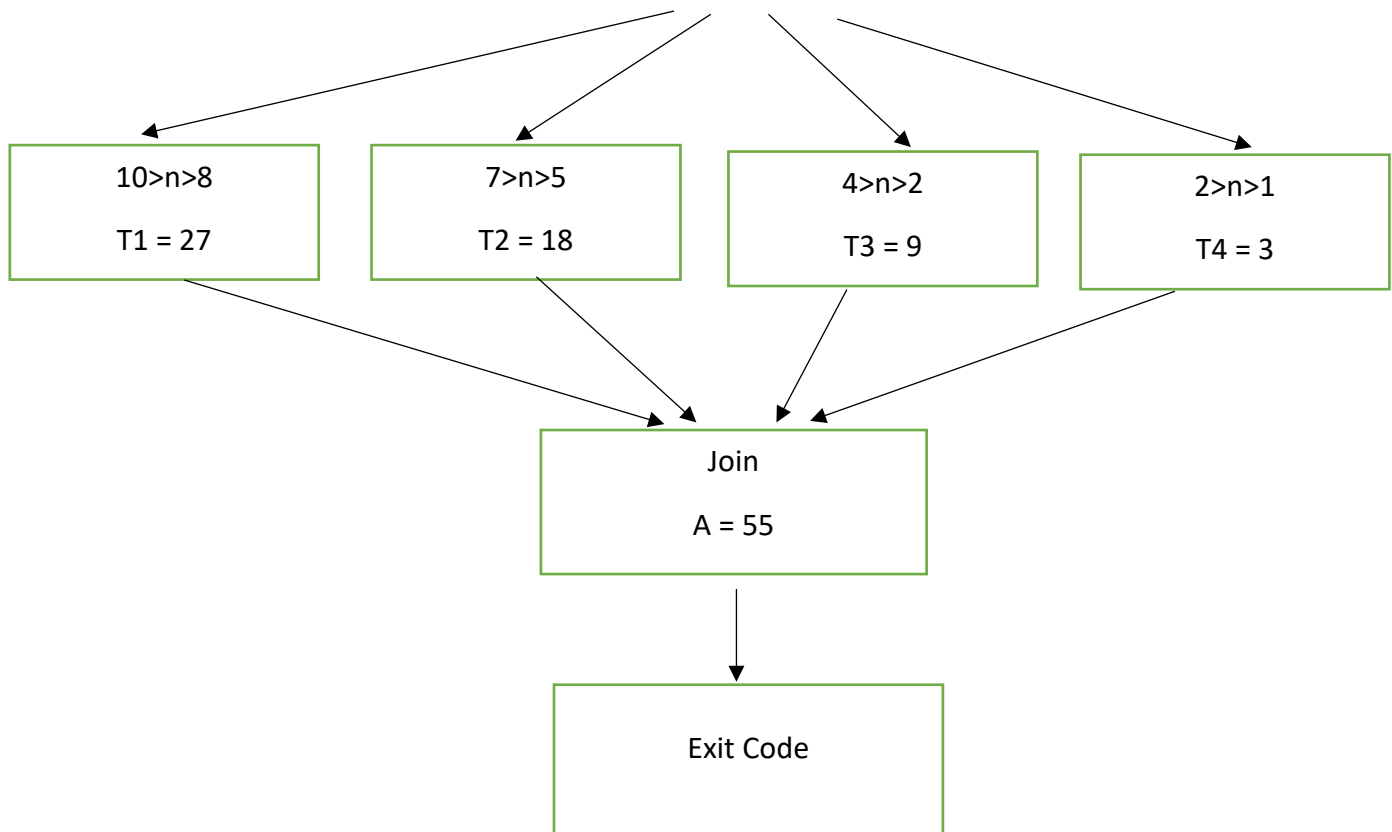 10>n>8
T1 = 27
7>n>5
T2 = 18
4>n>2
T3 = 9
2>n>1
T4 = 3
Join
A = 55
Exit Code